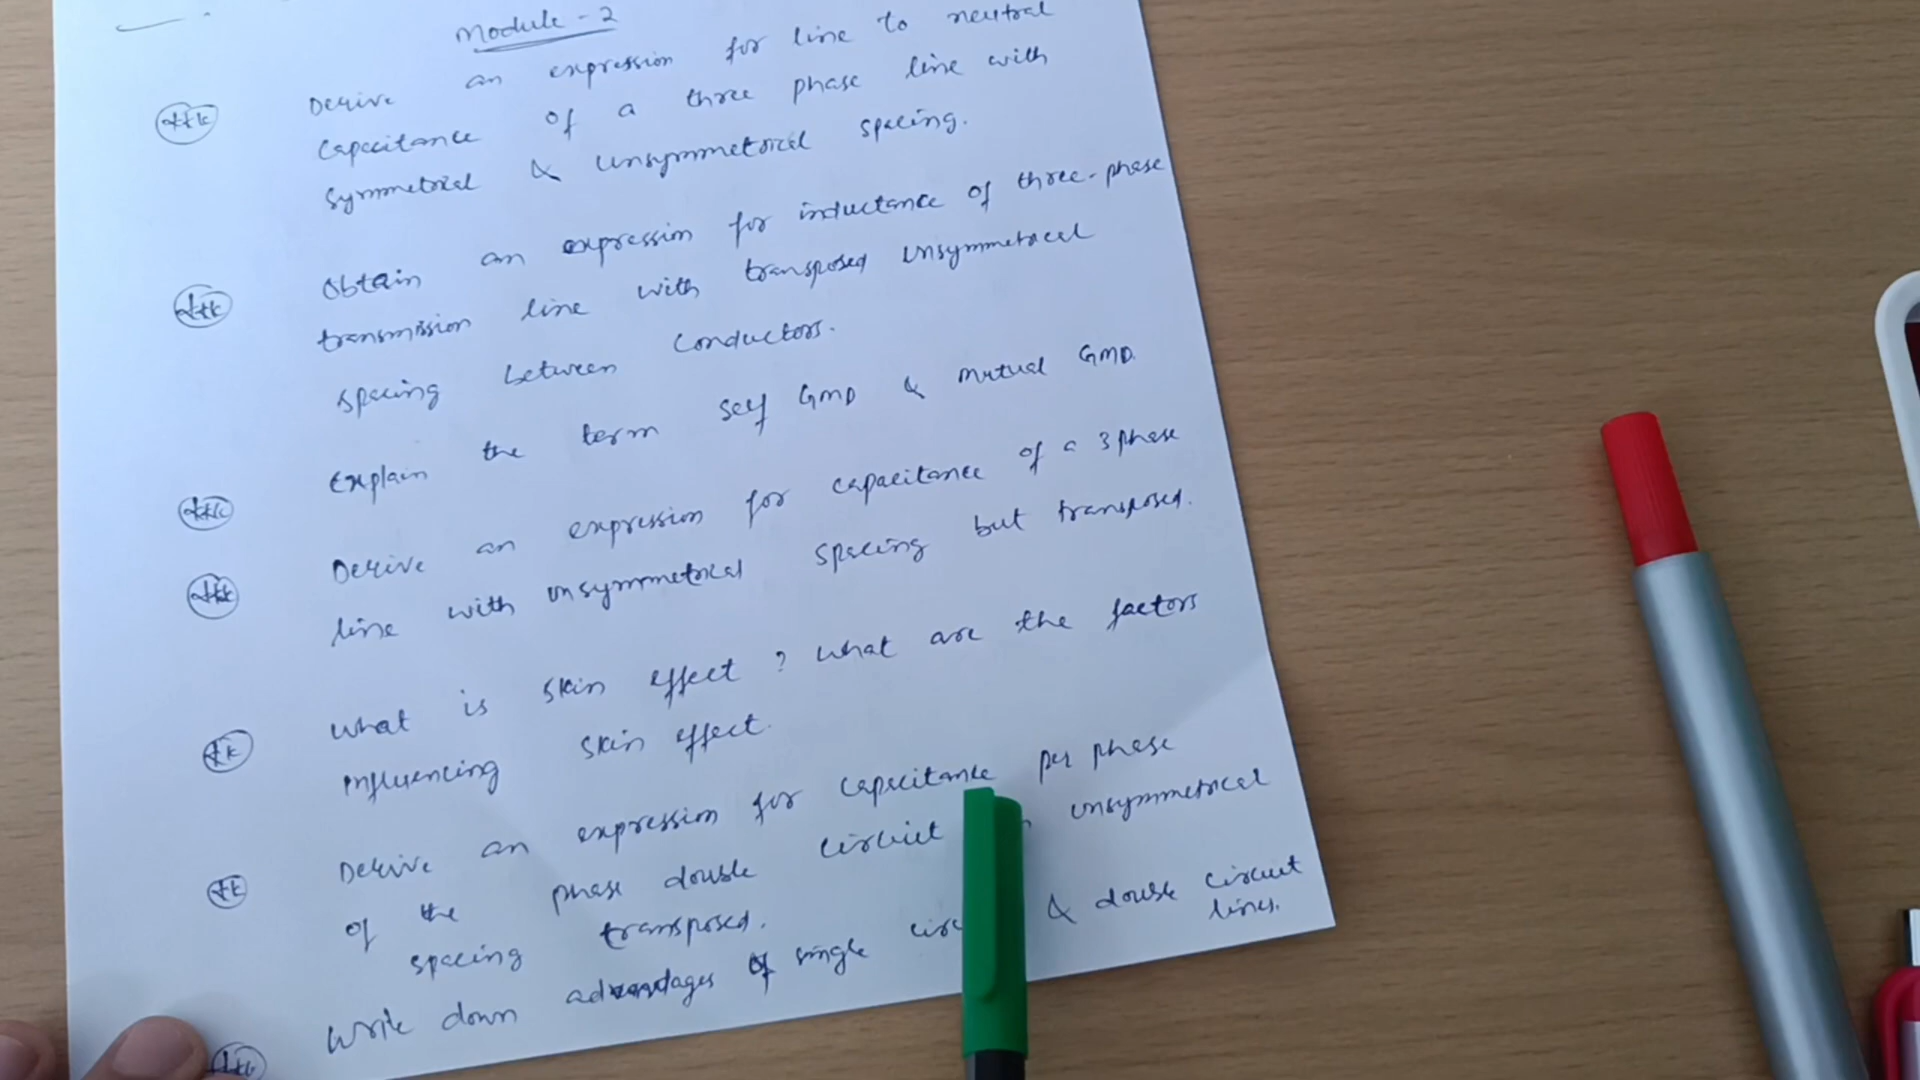 Module - 2
Derive an expression for line to neutral
capacitance of a three phase line with
symmetrical & unsymmetrical spacing.
Obtain an expression for inductance of three-phase
transmission line with transposed unsymmetrical
spacing between conductors.
Explain the term self GMD & mutual GMD.
Derive an expression for capacitance of a 3 phase
line with unsymmetrical spacing but transposed.
What is skin effect ? What are the factors
influencing skin effect.
Derive an expression for capacitance per phase
of the phase double circuit unsymmetrical
spacing transposed.
Write down advantages of single & double circuit
lines.